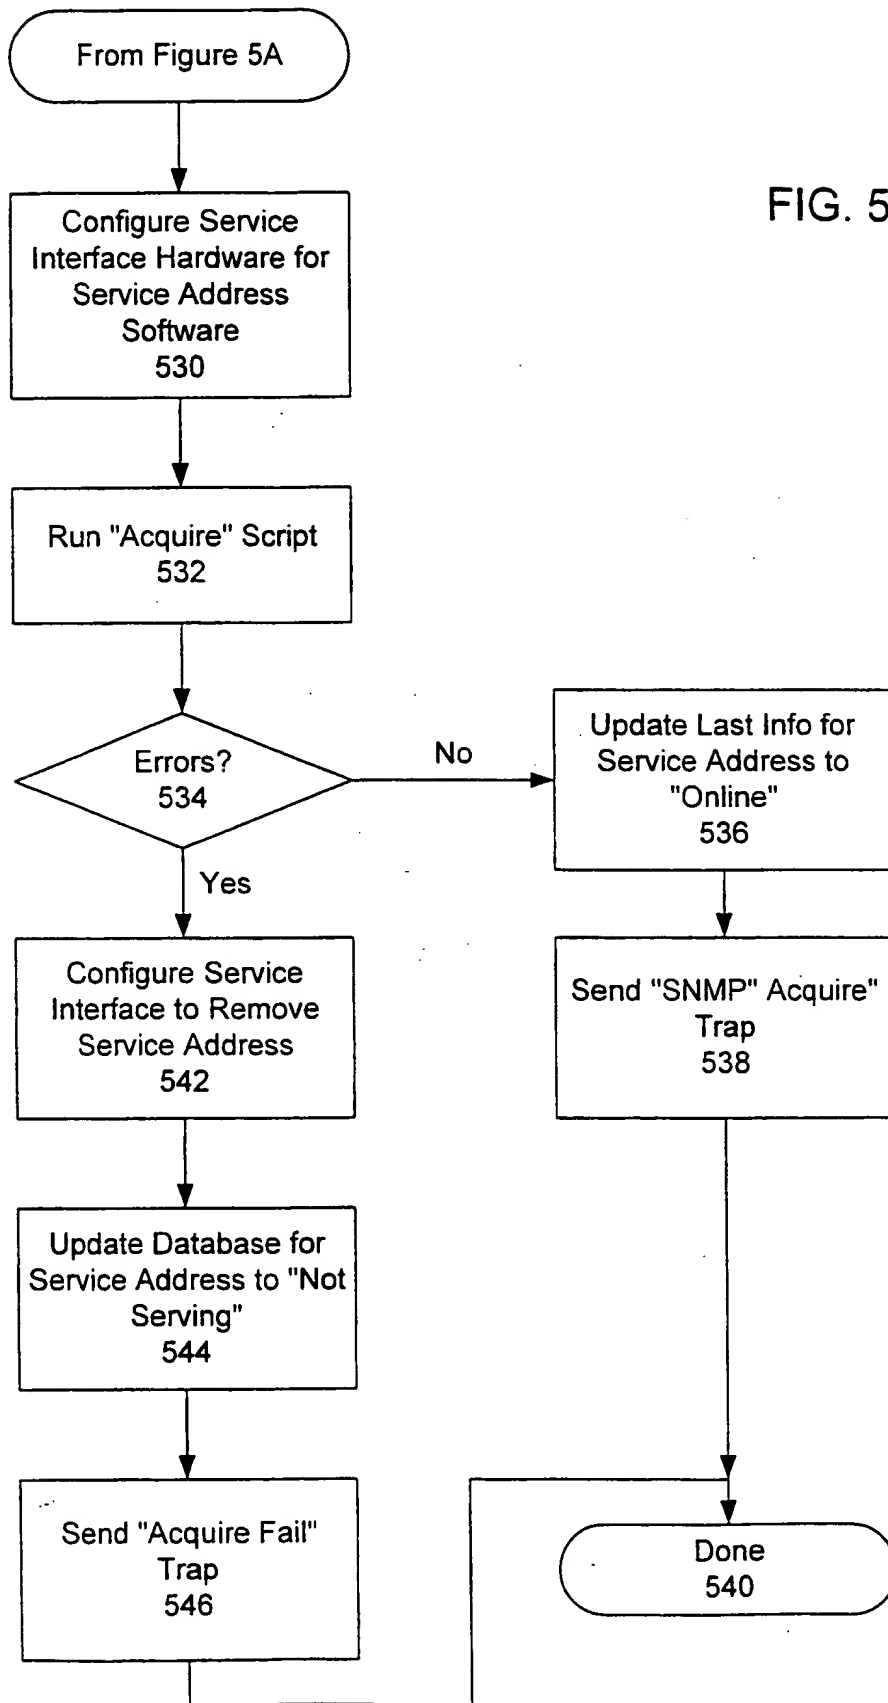 From Figure 5A
FIG. 5
Configure Service
Interface Hardware for
Service Address
Software
530
Run "Acquire" Script
532
Errors?
534
No
Yes
Update Last Info for
Service Address to
"Online"
536
Send "SNMP" Acquire"
Trap
538
Configure Service
Interface to Remove
Service Address
542
Update Database for
Service Address to "Not
Serving"
544
Send "Acquire Fail"
Trap
546
Done
540